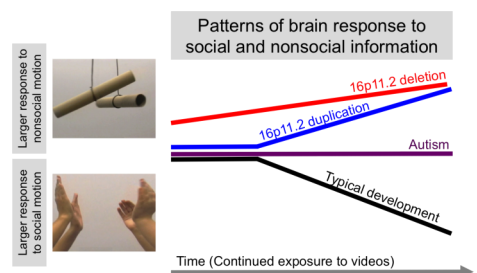 Patterns of brain response to
social and nonsocial information
Larger response to
nonsocial motion
16p11.2 deletion
16p11.2 duplication
Autism
Larger response
to social motion
Typical development
Time (Continued exposure to videos)